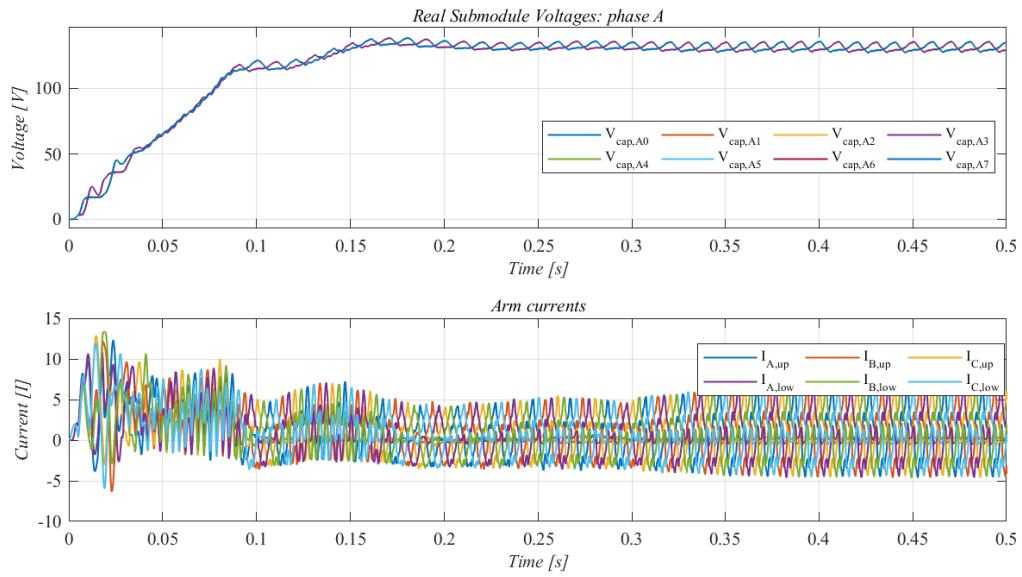 Real Submodule Voltages: phase A
Voltage [V]
100
50
0
V_cap,A0 V_cap,A1 V_cap,A2 V_cap,A3
V_cap,A4 V_cap,A5 V_cap,A6 V_cap,A7
0 0.05 0.1 0.15 0.2 0.25 0.3 0.35 0.4 0.45 0.5
Time [s]
Arm currents
Current [I]
15
10
5
0
-5
-10
I_A,up I_B,up I_C,up
I_A,low I_B,low I_C,low
0 0.05 0.1 0.15 0.2 0.25 0.3 0.35 0.4 0.45 0.5
Time [s]